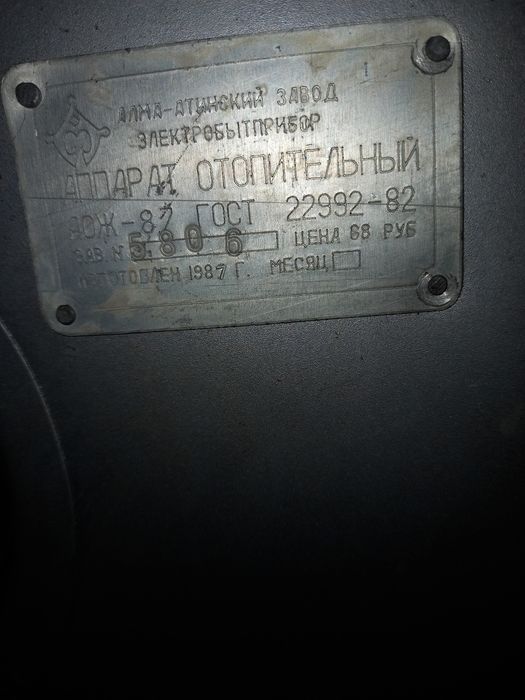 АЛМА-АТИНСКИЙ ЗАВОД
ЭЛЕКТРОБЫТПРИБОР
АППАРАТ ОТОПИТЕЛЬНЫЙ
АОЖ-87 ГОСТ 22992-82
ЗАВ. N 5806 ЦЕНА 68 РУБ
ИЗГОТОВЛЕН 1987 Г. МЕСЯЦ